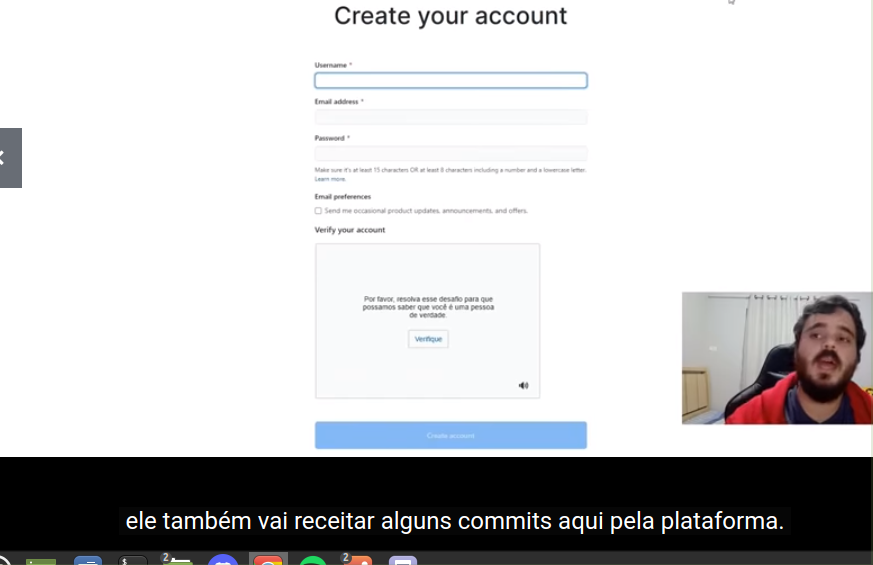 Create your account
Username *
Email address *
Password *
Make sure it's at least 15 characters OR at least 8 characters including a number and a lowercase letter.
Learn more.
Email preferences
Send me occasional product updates, announcements, and offers.
Verify your account
Por favor, resolva esse desafio para que
possamos saber que você é uma pessoa
de verdade
Verifique
Create account
ele também vai receitar alguns commits aqui pela plataforma.
2
$
2